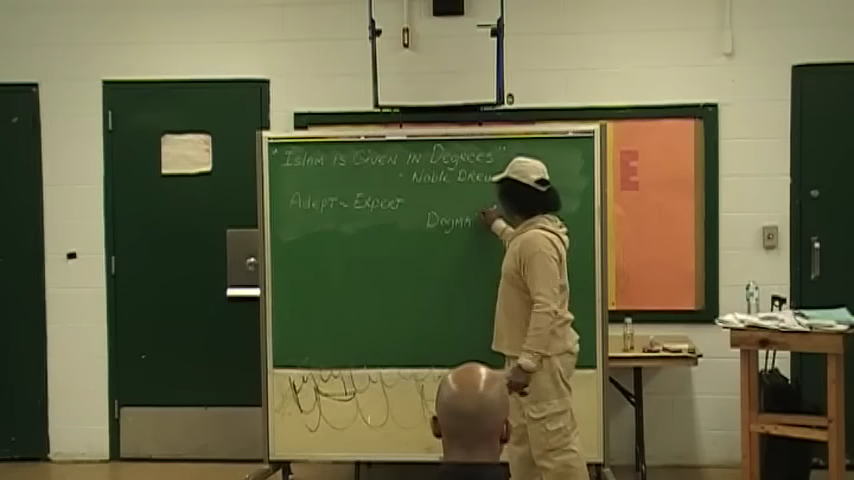 "Islam is Given in Degrees"
- Noble Drew
Adept ~ Expert
Dogma
E